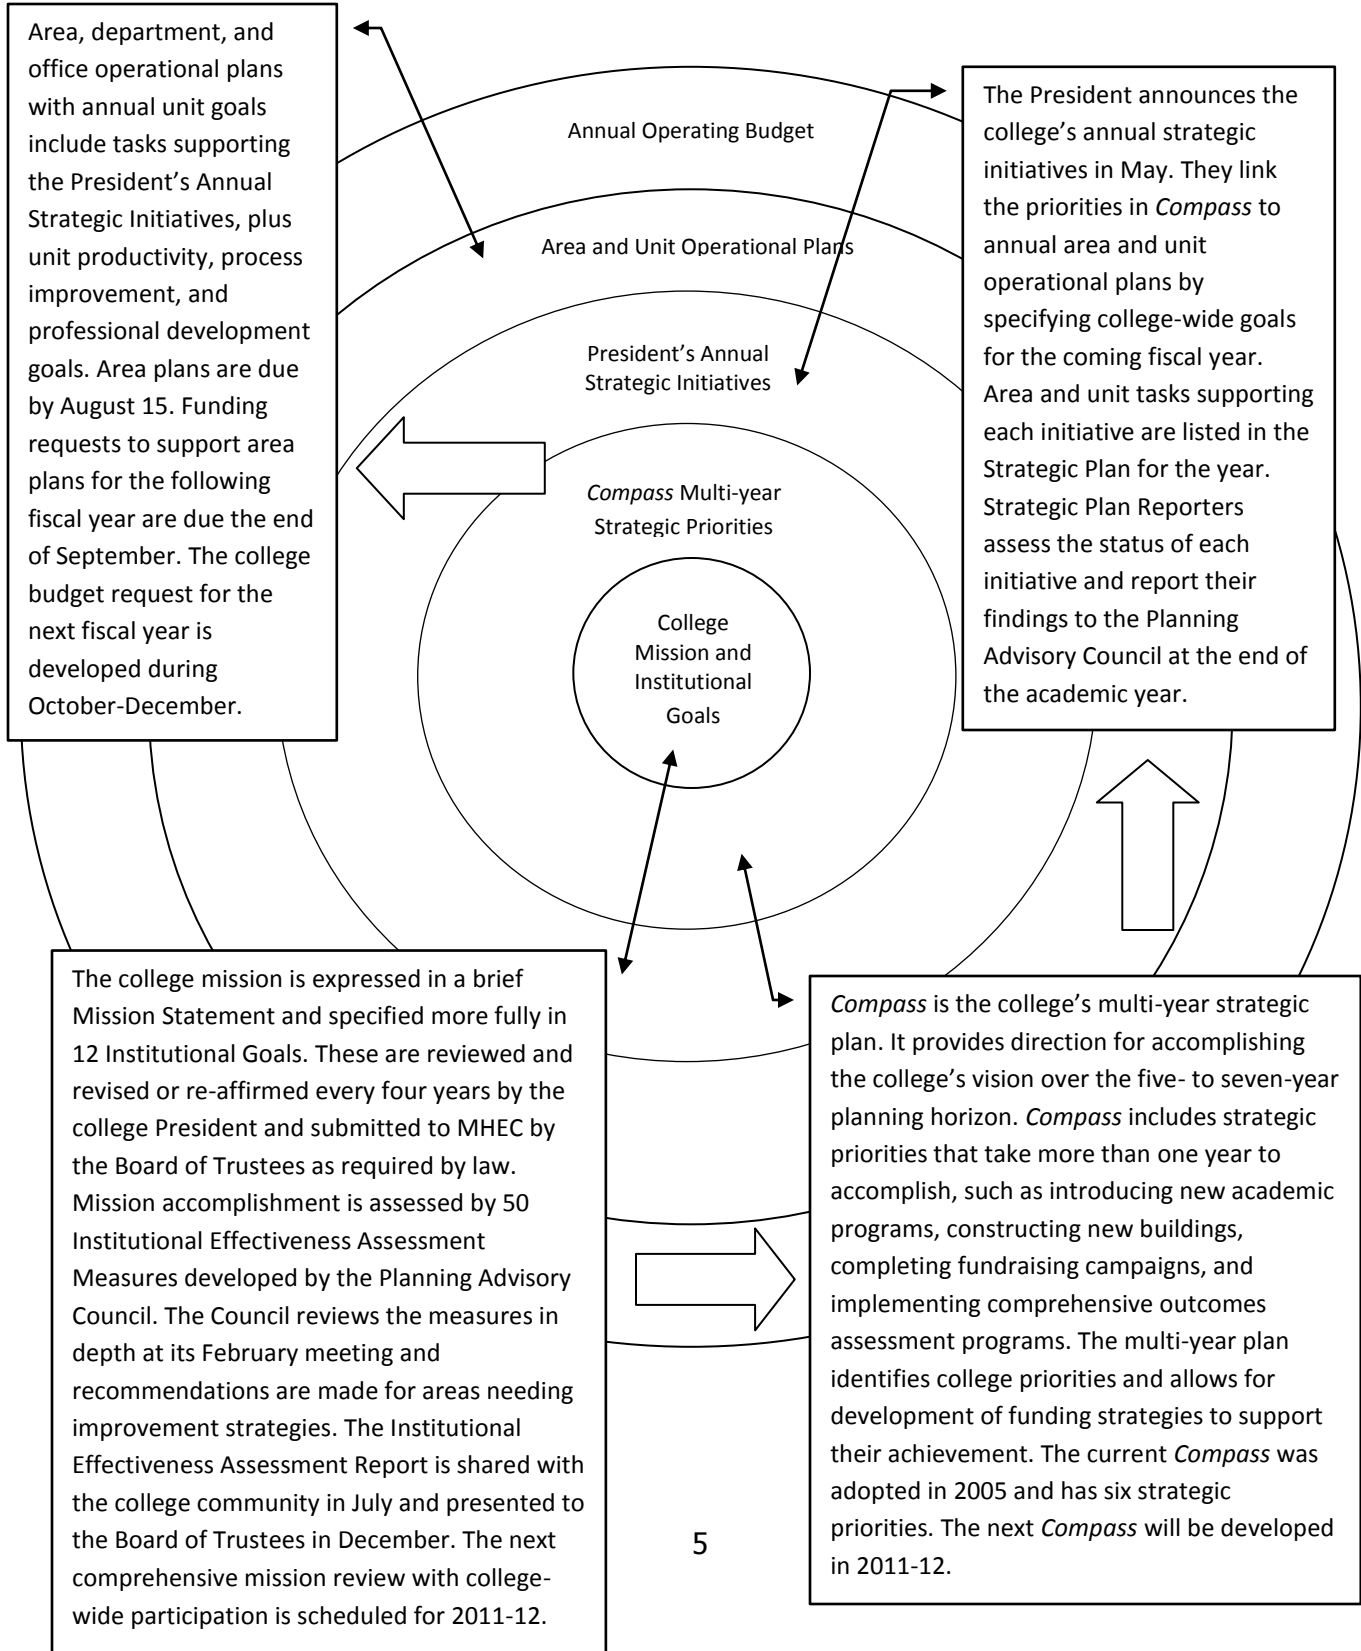 Area, department, and
office operational plans
with annual unit goals
include tasks supporting
the President’s Annual
Strategic Initiatives, plus
unit productivity, process
improvement, and
professional development
goals. Area plans are due
by August 15. Funding
requests to support area
plans for the following
fiscal year are due the end
of September. The college
budget request for the
next fiscal year is
developed during
October-December.
Annual Operating Budget
Area and Unit Operational Plans
President’s Annual
Strategic Initiatives
Compass Multi-year
Strategic Priorities
College
Mission and
Institutional
Goals
The President announces the
college’s annual strategic
initiatives in May. They link
the priorities in Compass to
annual area and unit
operational plans by
specifying college-wide goals
for the coming fiscal year.
Area and unit tasks supporting
each initiative are listed in the
Strategic Plan for the year.
Strategic Plan Reporters
assess the status of each
initiative and report their
findings to the Planning
Advisory Council at the end of
the academic year.
The college mission is expressed in a brief
Mission Statement and specified more fully in
12 Institutional Goals. These are reviewed and
revised or re-affirmed every four years by the
college President and submitted to MHEC by
the Board of Trustees as required by law.
Mission accomplishment is assessed by 50
Institutional Effectiveness Assessment
Measures developed by the Planning Advisory
Council. The Council reviews the measures in
depth at its February meeting and
recommendations are made for areas needing
improvement strategies. The Institutional
Effectiveness Assessment Report is shared with
the college community in July and presented to
the Board of Trustees in December. The next
comprehensive mission review with college-
wide participation is scheduled for 2011-12.
Compass is the college’s multi-year strategic
plan. It provides direction for accomplishing
the college’s vision over the five- to seven-year
planning horizon. Compass includes strategic
priorities that take more than one year to
accomplish, such as introducing new academic
programs, constructing new buildings,
completing fundraising campaigns, and
implementing comprehensive outcomes
assessment programs. The multi-year plan
identifies college priorities and allows for
development of funding strategies to support
their achievement. The current Compass was
adopted in 2005 and has six strategic
priorities. The next Compass will be developed
in 2011-12.
5